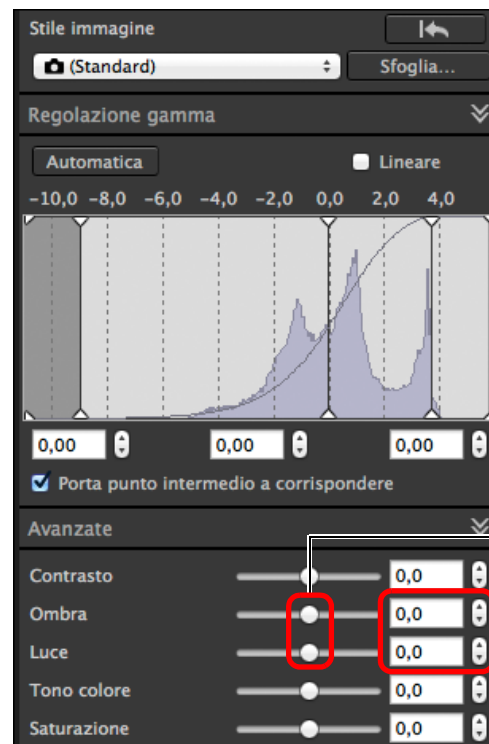 Stile immagine
(Standard)
Sfoglia...
Regolazione gamma
Automatica
Lineare
-10,0 -8,0 -6,0 -4,0 -2,0 0,0 2,0 4,0
0,00 0,00 0,00
Porta punto intermedio a corrispondere
Avanzate
Contrasto 0,0
Ombra 0,0
Luce 0,0
Tono colore 0,0
Saturazione 0,0